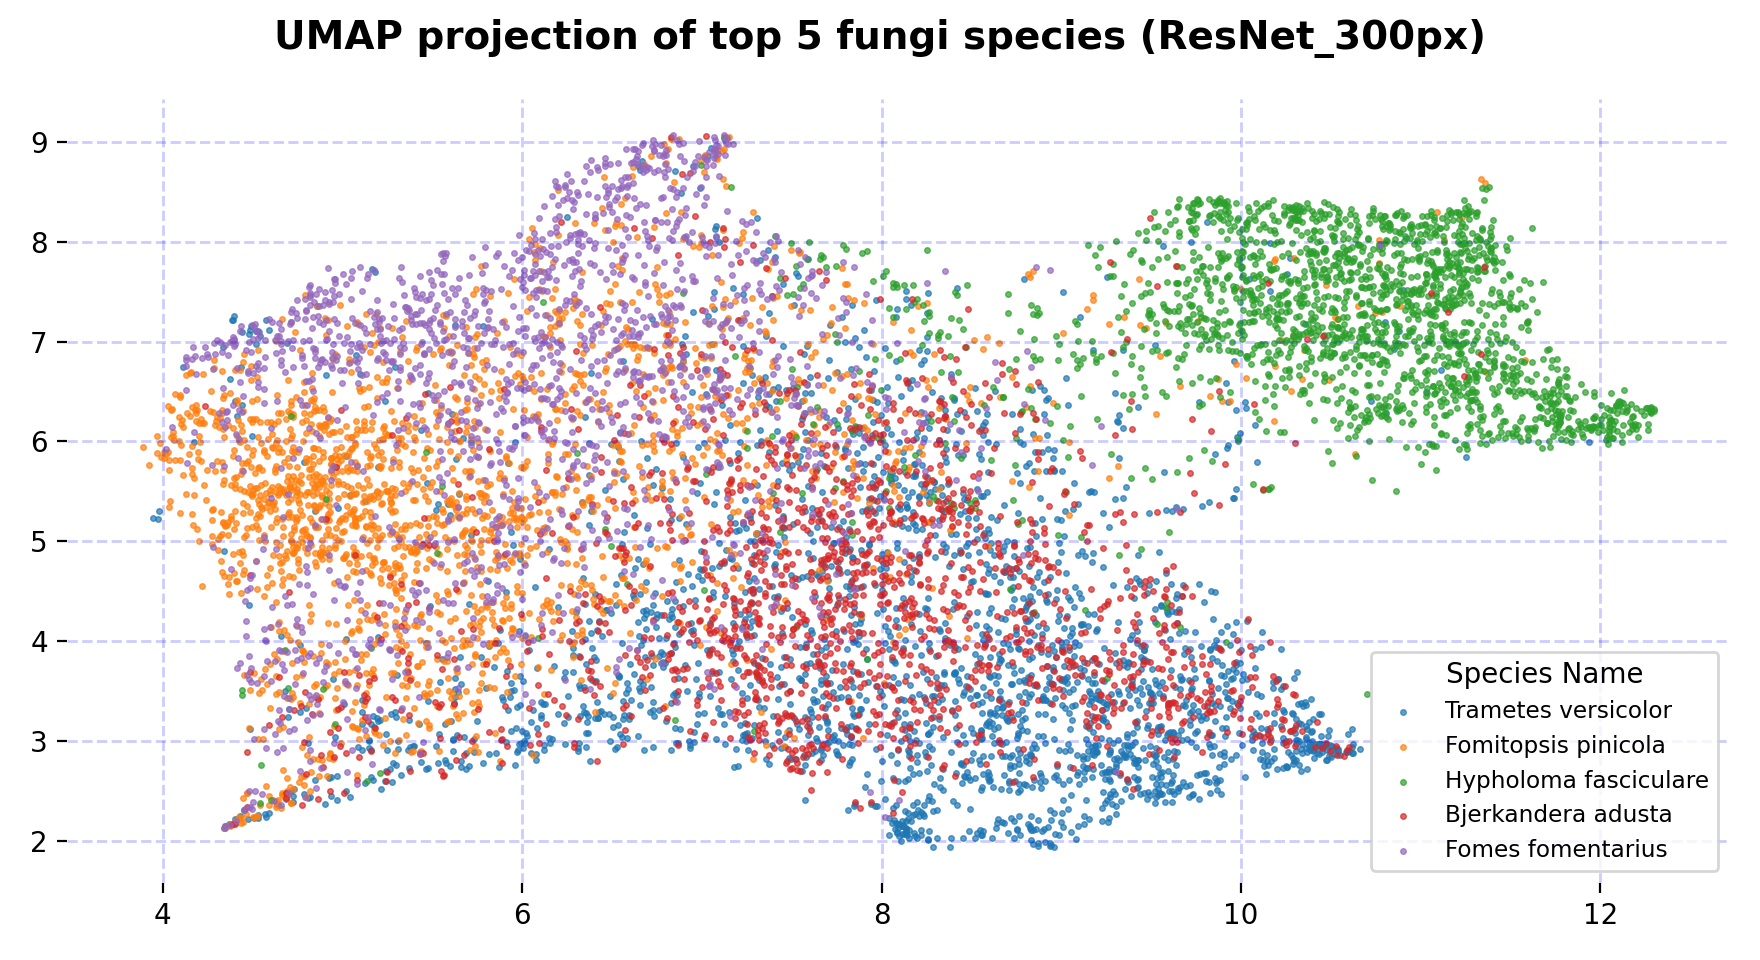 UMAP projection of top 5 fungi species (ResNet_300px)
9
8
7
6
5
4
3
2
4
6
8
10
12
Species Name
Trametes versicolor
Fomitopsis pinicola
Hypholoma fasciculare
Bjerkandera adusta
Fomes fomentarius